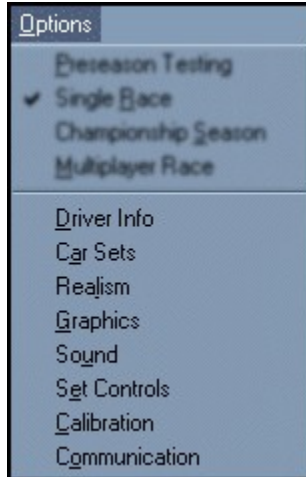 Options
Preseason Testing
Single Race
Championship Season
Multiplayer Race
Driver Info
Car Sets
Realism
Graphics
Sound
Set Controls
Calibration
Communication